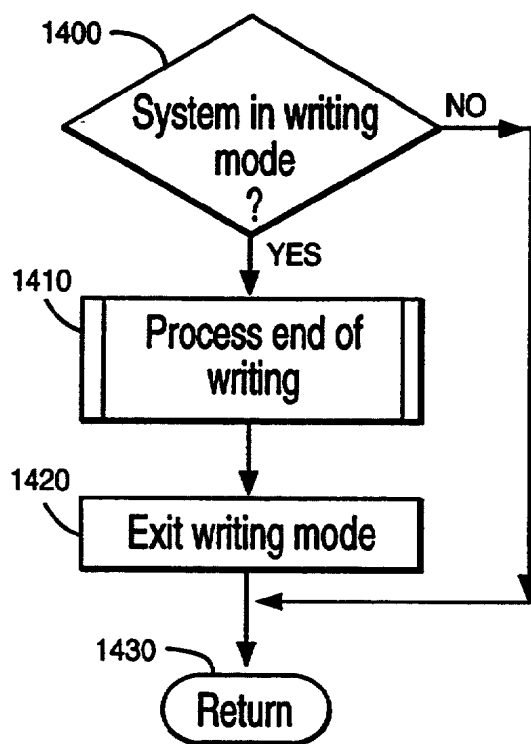 1400
System in writing
mode
?
NO
YES
1410
Process end of
writing
1420
Exit writing mode
1430
Return